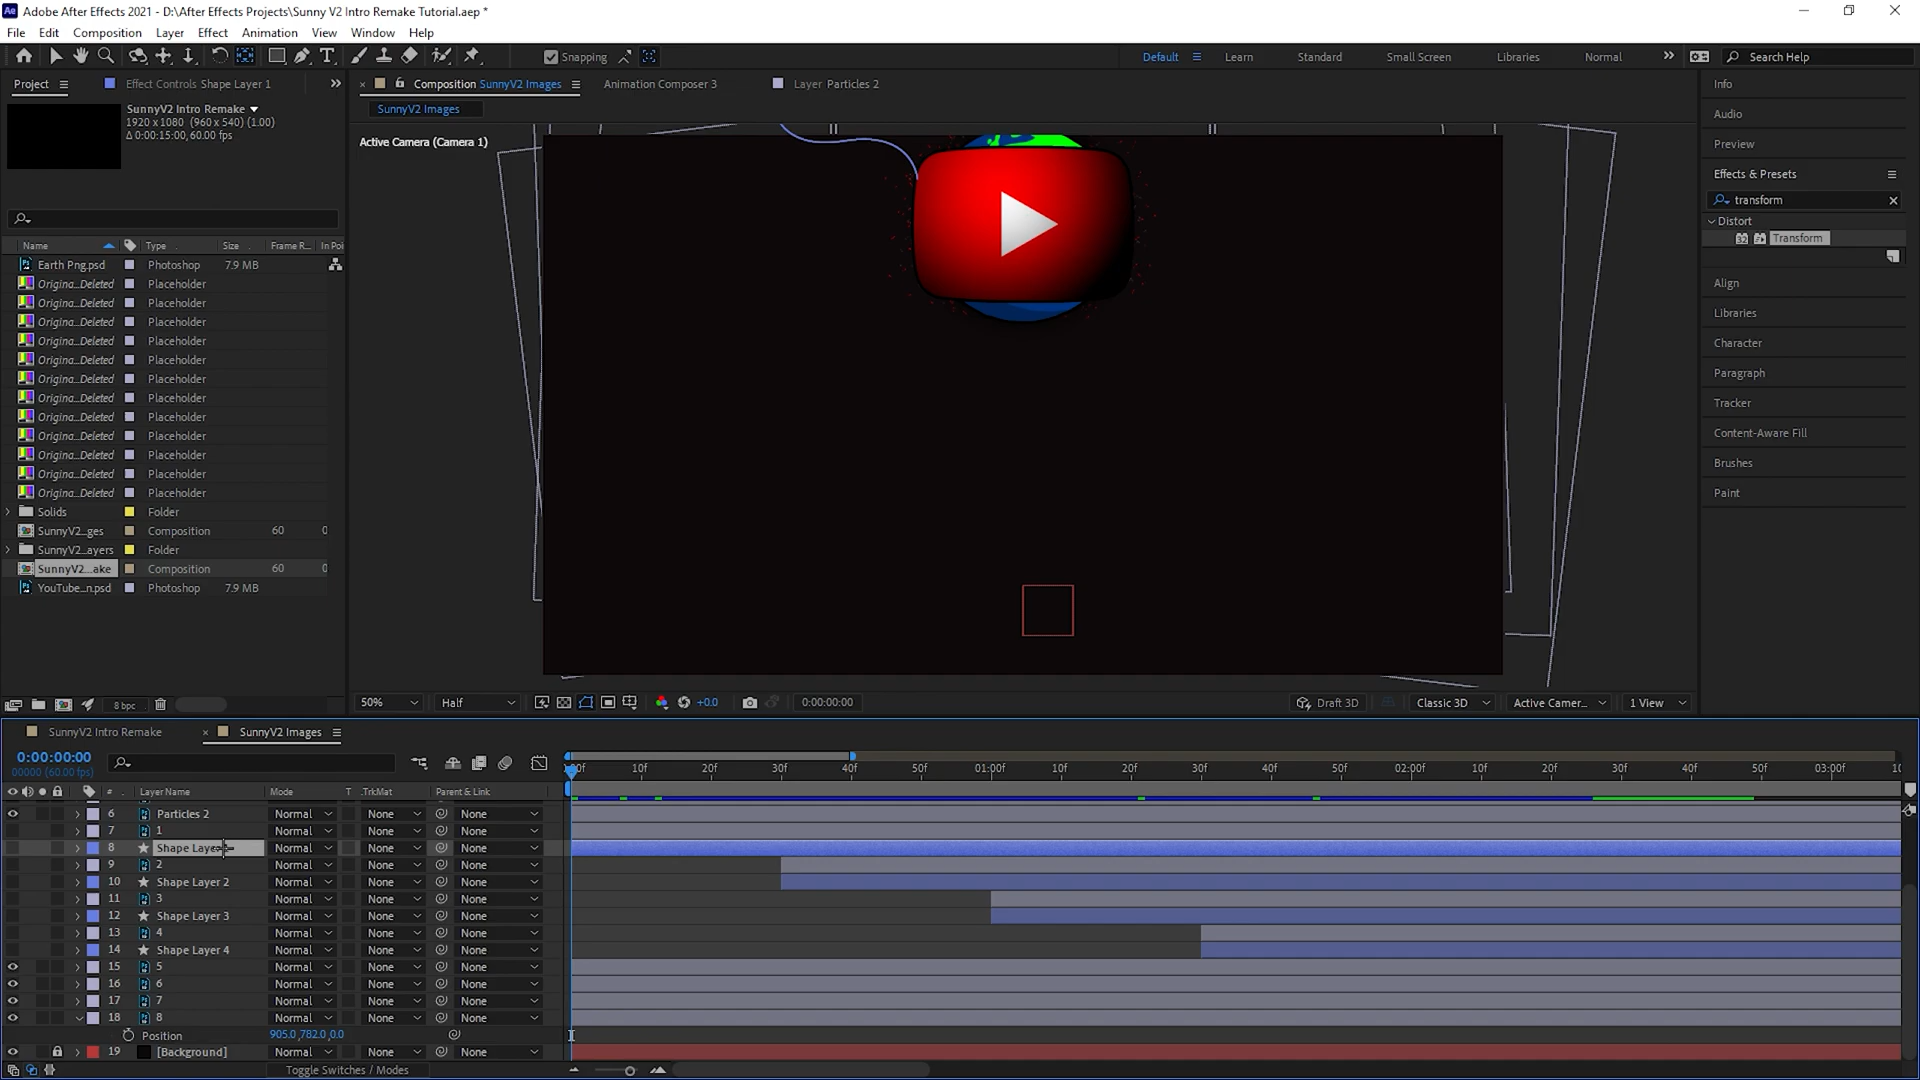 Ae Adobe After Effects 2021 - D:\After Effects Projects\Sunny V2 Intro Remake Tutorial.aep *
File Edit Composition Layer Effect Animation View Window Help
Snapping Default Learn Standard Small Screen Libraries Normal Search Help
Project Effect Controls Shape Layer 1
SunnyV2 Intro Remake
1920 x 1080 (960 x 540) (1.00)
Δ 0:00:15:00, 60.00 fps
Name Type Size Frame R... In Poi
Earth Png.psd Photoshop 7.9 MB
Origina...Deleted Placeholder
Origina...Deleted Placeholder
Origina...Deleted Placeholder
Origina...Deleted Placeholder
Origina...Deleted Placeholder
Origina...Deleted Placeholder
Origina...Deleted Placeholder
Origina...Deleted Placeholder
Origina...Deleted Placeholder
Origina...Deleted Placeholder
Origina...Deleted Placeholder
Origina...Deleted Placeholder
Solids Folder
SunnyV2...ges Composition 60 0
SunnyV2...ayers Folder
SunnyV2...ake Composition 60 0
YouTube...n.psd Photoshop 7.9 MB
8 bpc
Composition SunnyV2 Images Animation Composer 3 Layer Particles 2
SunnyV2 Images
Active Camera (Camera 1)
50% Half +0.0 0:00:00:00 Draft 3D Classic 3D Active Camer... 1 View
Info
Audio
Preview
Effects & Presets
transform
Distort
32 Transform
Align
Libraries
Character
Paragraph
Tracker
Content-Aware Fill
Brushes
Paint
SunnyV2 Intro Remake SunnyV2 Images
0:00:00:00
00000 (60.00 fps)
:00f 10f 20f 30f 40f 50f 01:00f 10f 20f 30f 40f 50f 02:00f 10f 20f 30f 40f 50f 03:00f 10
# Layer Name Mode T .TrkMat Parent & Link
6 Particles 2 Normal None None
7 1 Normal None None
8 Shape Laye Normal None None
9 2 Normal None None
10 Shape Layer 2 Normal None None
11 3 Normal None None
12 Shape Layer 3 Normal None None
13 4 Normal None None
14 Shape Layer 4 Normal None None
15 5 Normal None None
16 6 Normal None None
17 7 Normal None None
18 8 Normal None None
Position 905.0,782.0,0.0
19 [Background] Normal None None
Toggle Switches / Modes